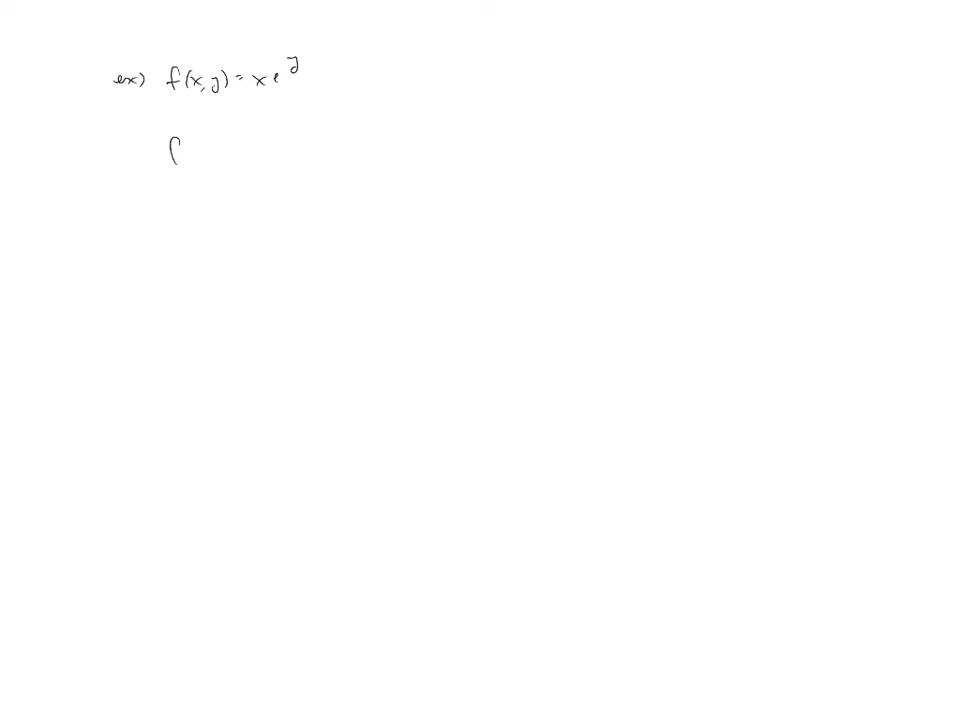 ex) f(x,y) = xe^y
f